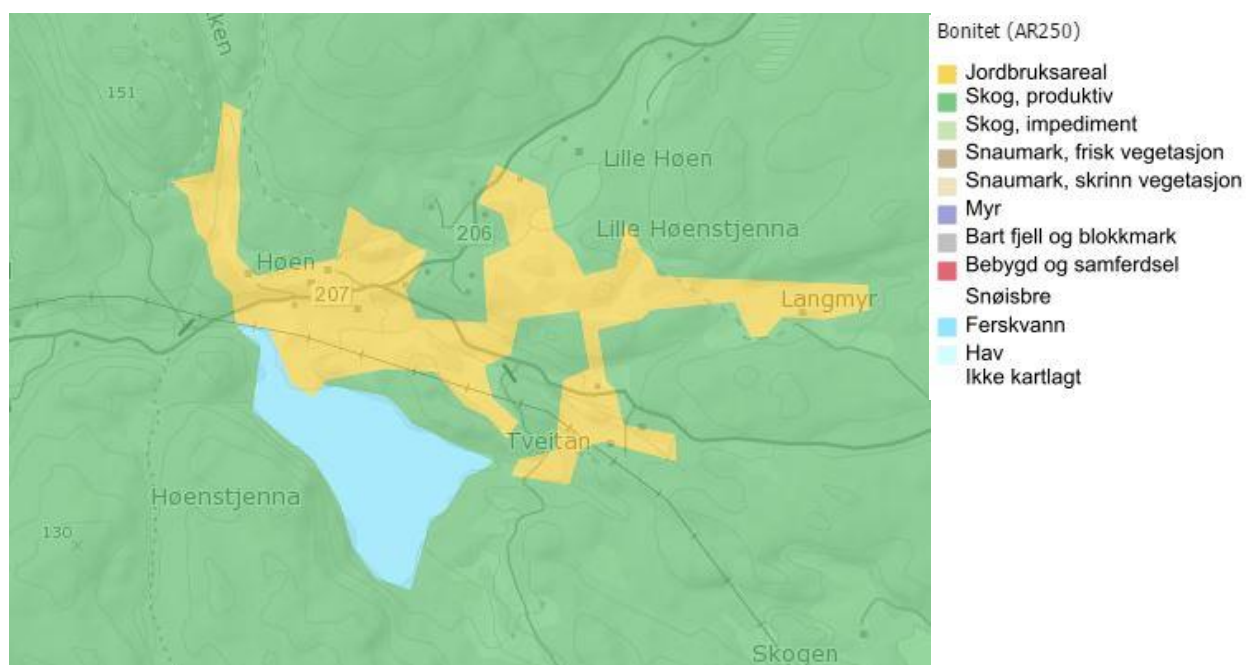 151
Lille Høen
206
Lille Høenstjenna
Høen
207
Langmyr
Tveitan
Høenstjenna
130
Skogen
Bonitet (AR250)
Jordbruksareal
Skog, produktiv
Skog, impediment
Snaumark, frisk vegetasjon
Snaumark, skrinn vegetasjon
Myr
Bart fjell og blokkmark
Bebygd og samferdsel
Snøisbre
Ferskvann
Hav
Ikke kartlagt